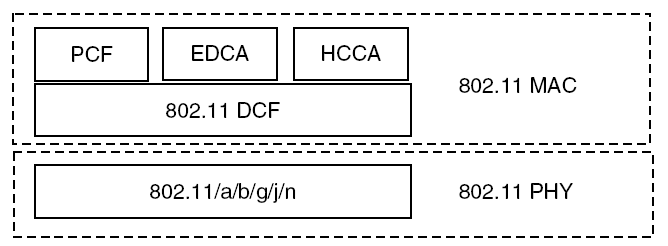 PCF EDCA HCCA
802.11 MAC
802.11 DCF
802.11/a/b/g/j/n 802.11 PHY